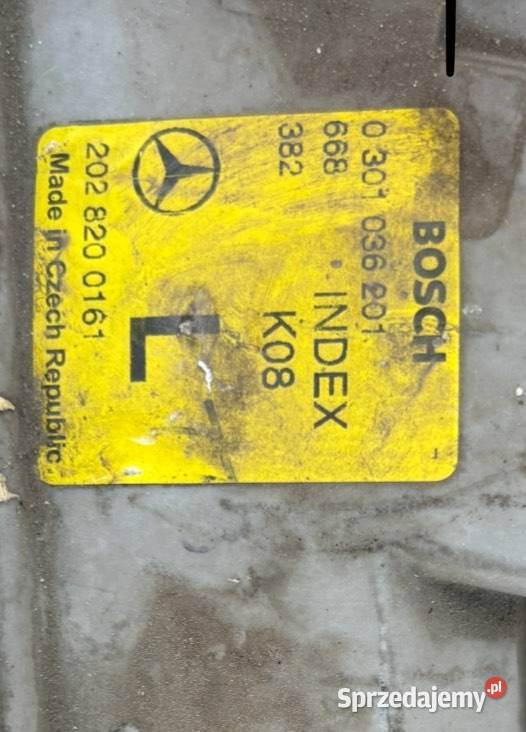 BOSCH
0 301 036 201
668 INDEX
382 K08
L
202 820 0161
Made in Czech Republic
Sprzedajemy.pl